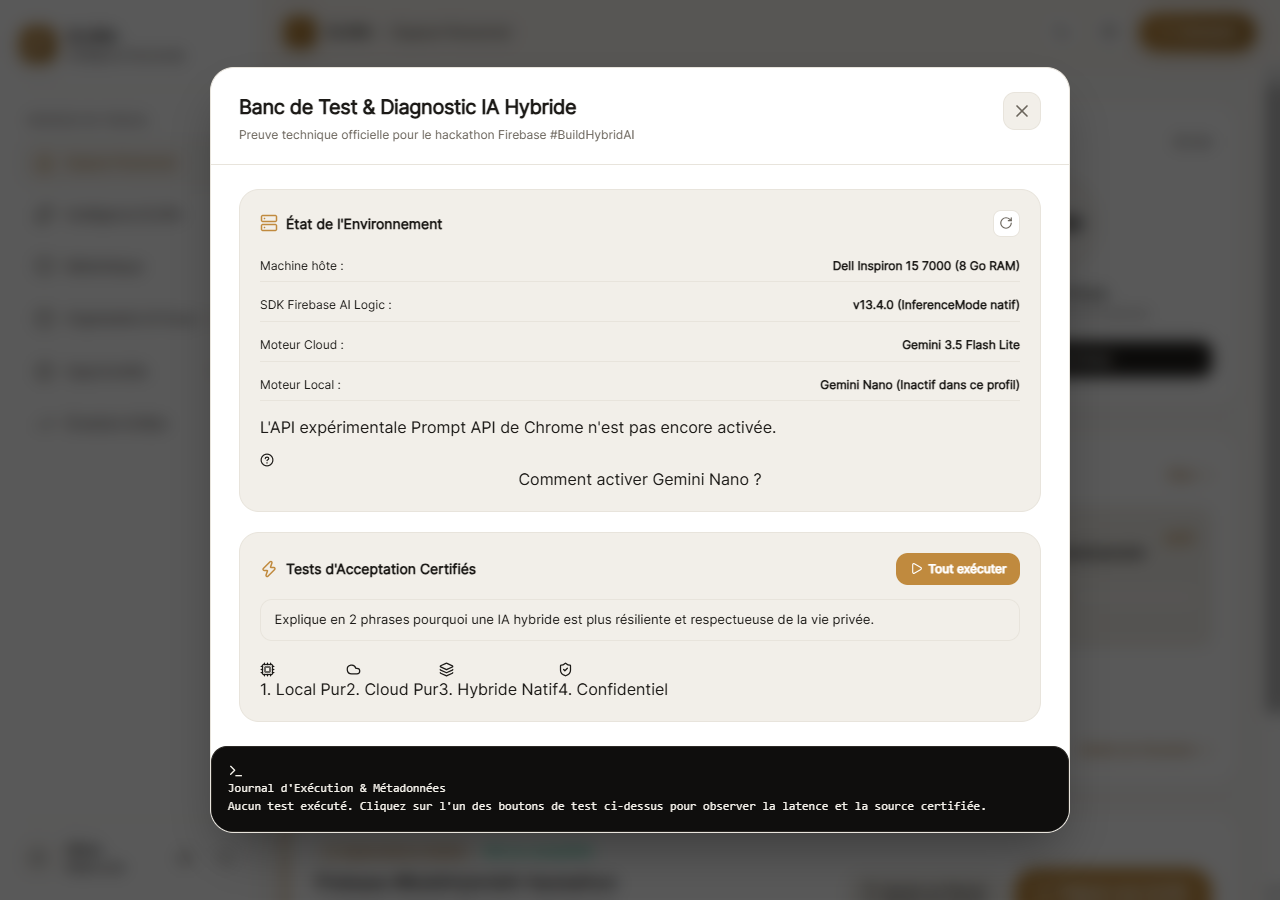 Banc de Test & Diagnostic IA Hybride
Preuve technique officielle pour le hackathon Firebase #BuildHybridAI
État de l'Environnement
Machine hôte : Dell Inspiron 15 7000 (8 Go RAM)
SDK Firebase AI Logic : v13.4.0 (InferenceMode natif)
Moteur Cloud : Gemini 3.5 Flash Lite
Moteur Local : Gemini Nano (Inactif dans ce profil)
L'API expérimentale Prompt API de Chrome n'est pas encore activée.
Comment activer Gemini Nano ?
Tests d'Acceptation Certifiés
Tout exécuter
Explique en 2 phrases pourquoi une IA hybride est plus résiliente et respectueuse de la vie privée.
1. Local Pur2. Cloud Pur3. Hybride Natif4. Confidentiel
Journal d'Exécution & Métadonnées
Aucun test exécuté. Cliquez sur l'un des boutons de test ci-dessus pour observer la latence et la source certifiée.